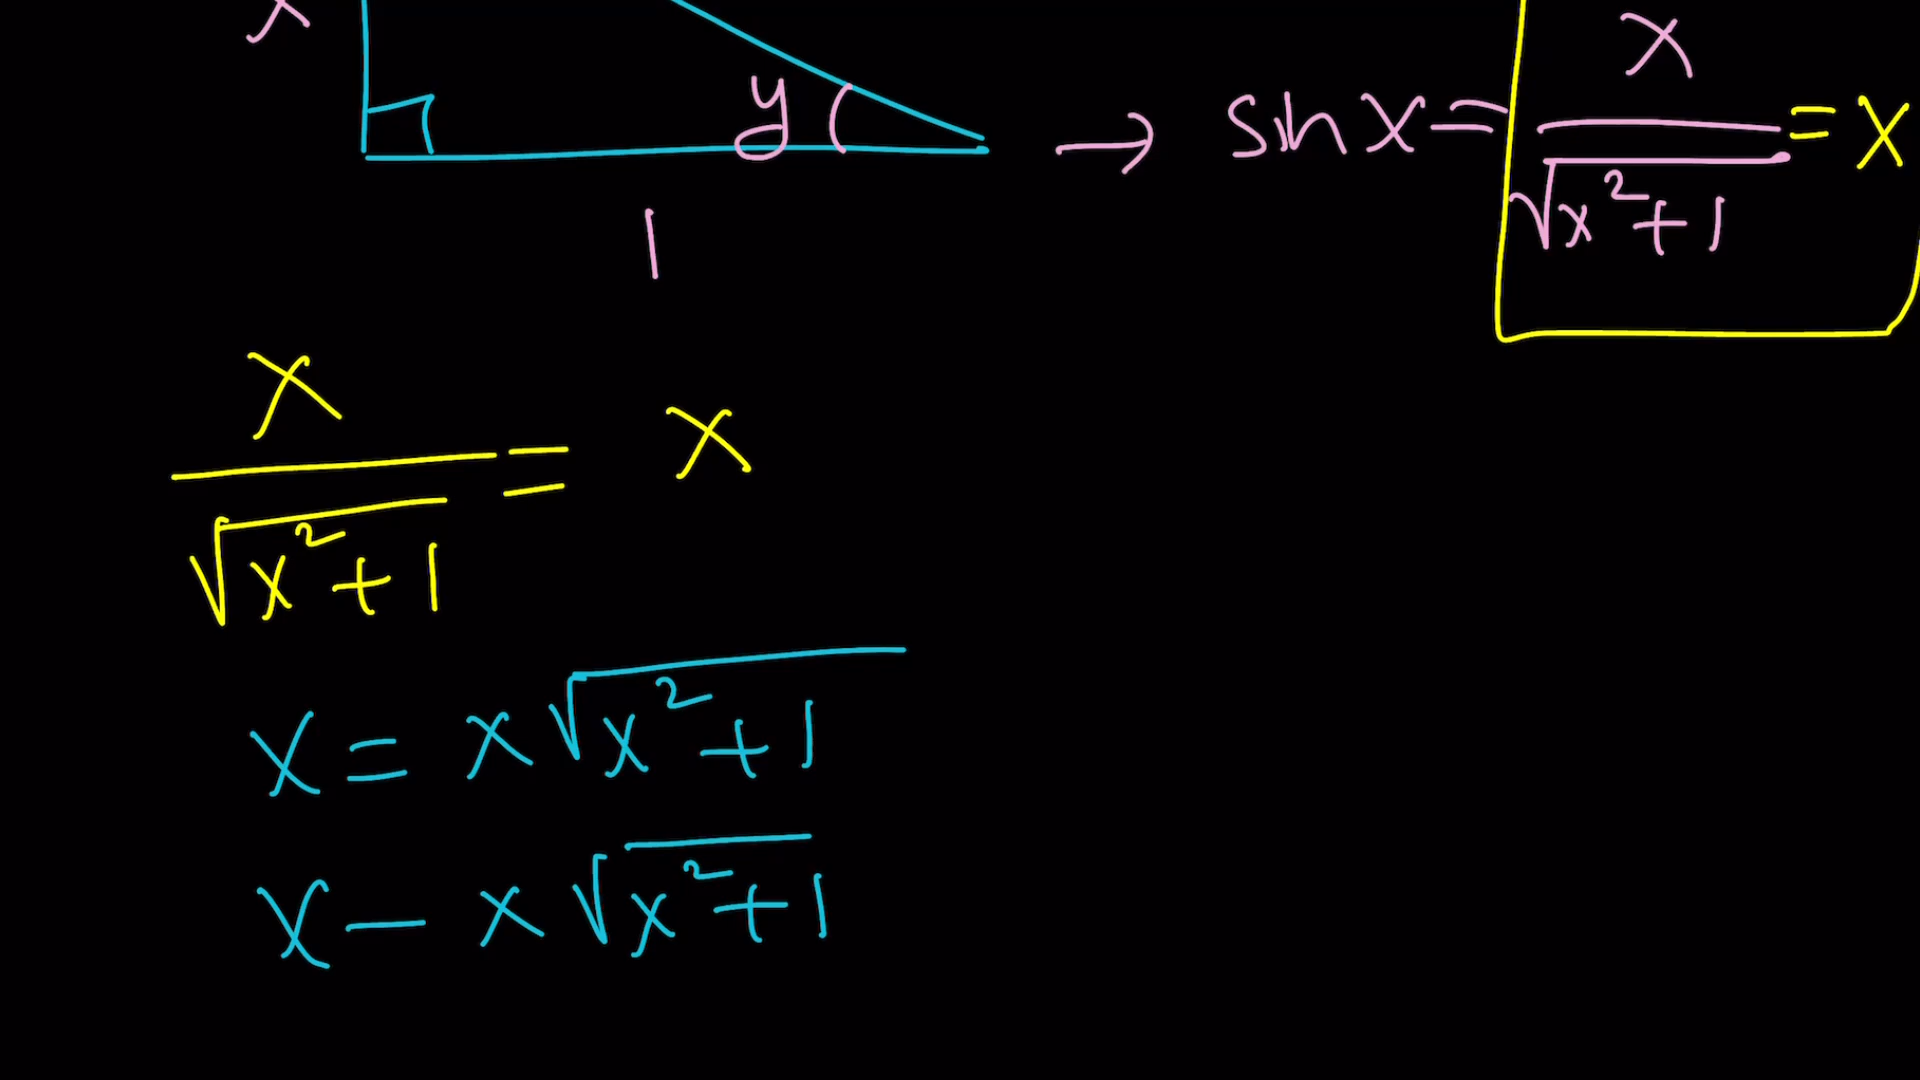 x
y
1
→ sin x = x/√(x²+1) = x
x/√(x²+1) = x
x = x√(x²+1)
x − x√(x²+1)